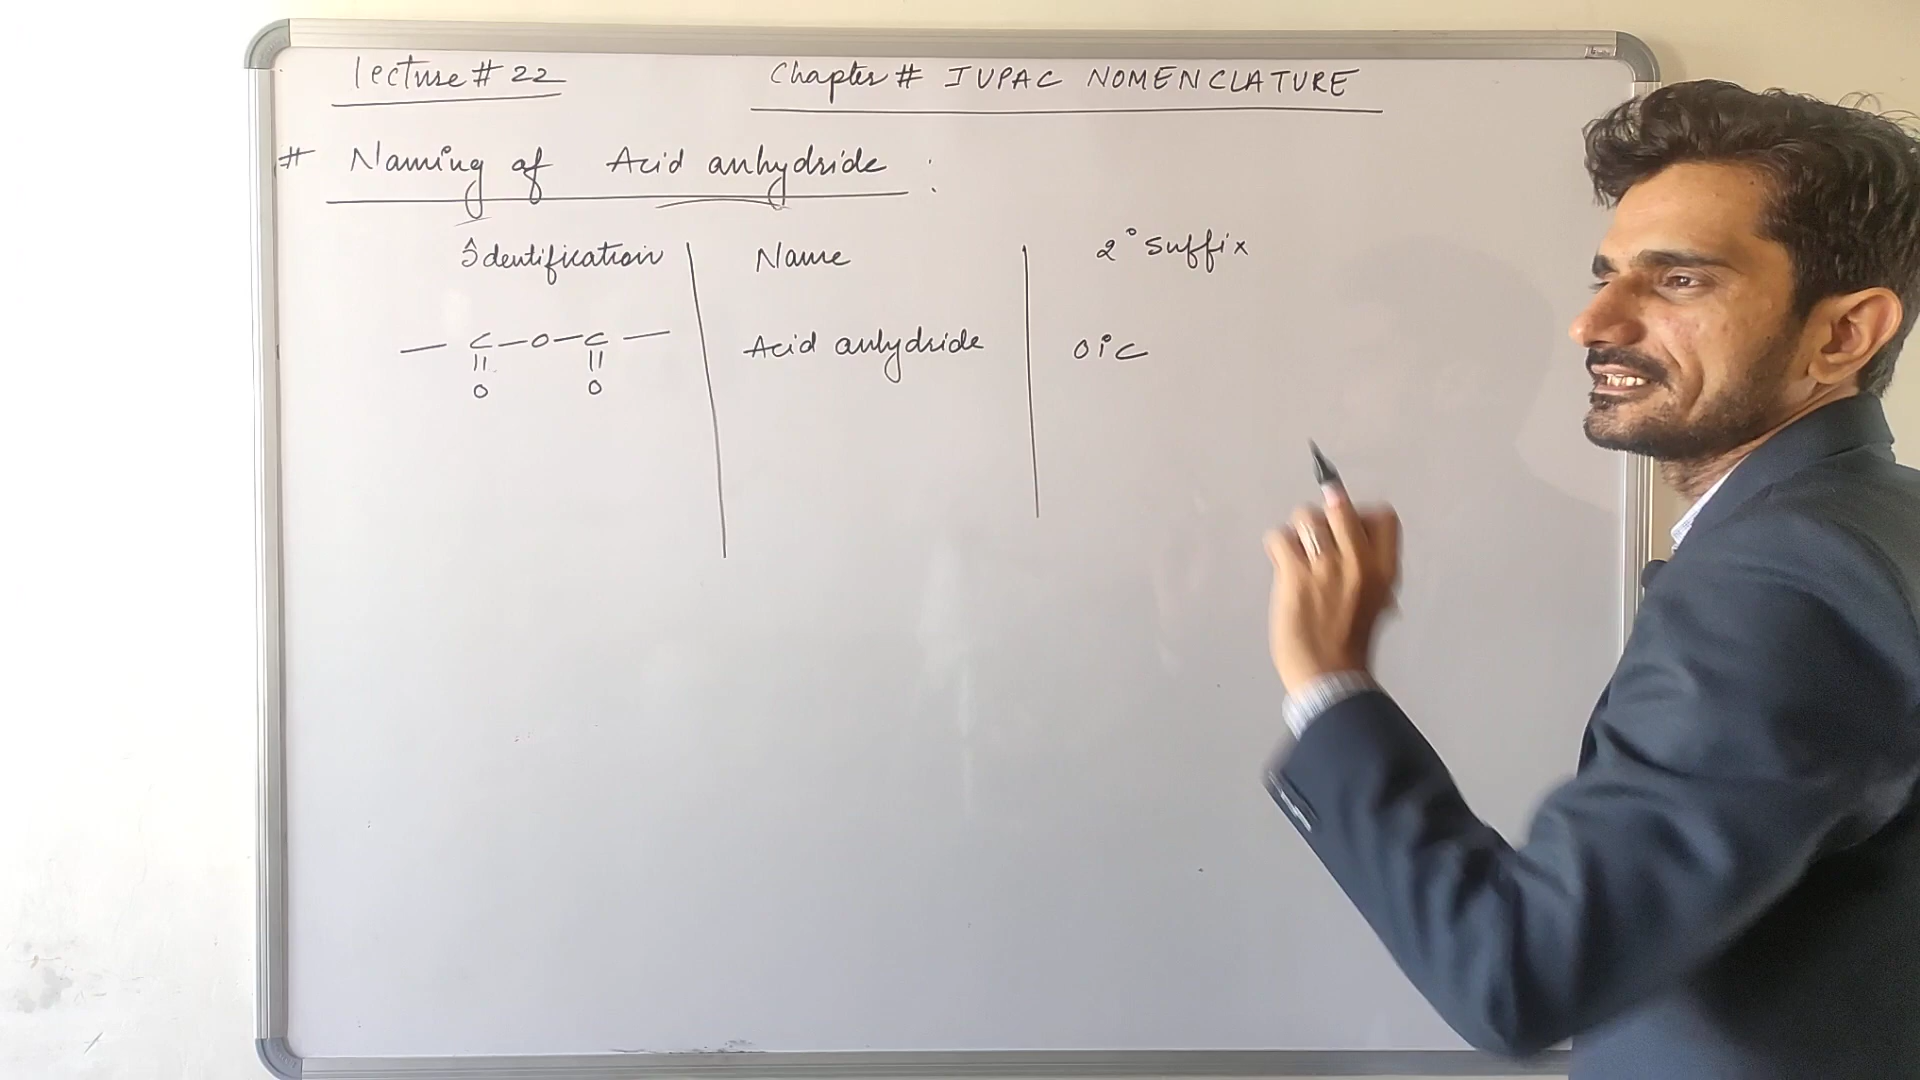 Lecture # 22
Chapter # IUPAC NOMENCLATURE
# Naming of Acid anhydride :
Identification
Name
2° suffix
— C — O — C —
|| ||
O O
Acid anhydride
oic